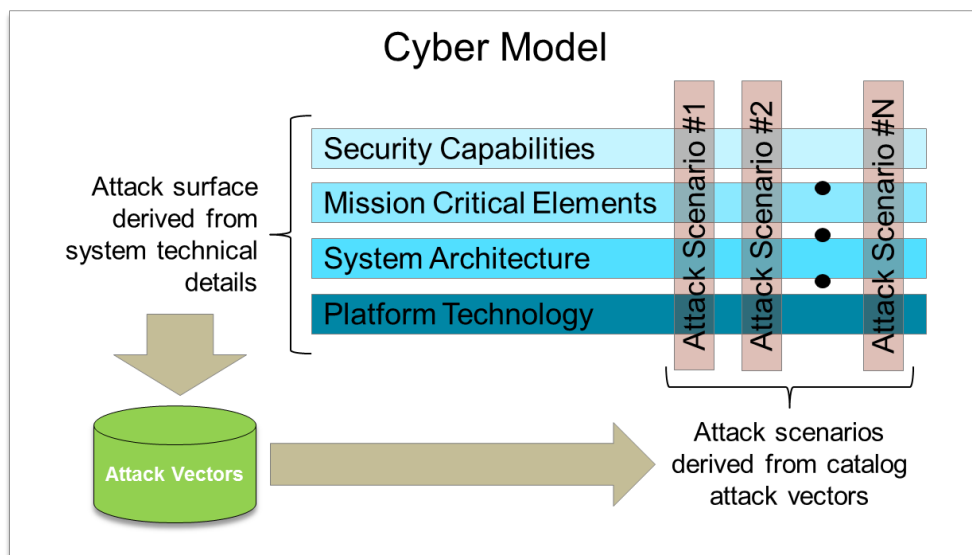 Cyber Model
Security Capabilities
Mission Critical Elements
System Architecture
Platform Technology
Attack Scenario #1
Attack Scenario #2
Attack Scenario #N
Attack surface
derived from
system technical
details
Attack Vectors
Attack scenarios
derived from catalog
attack vectors